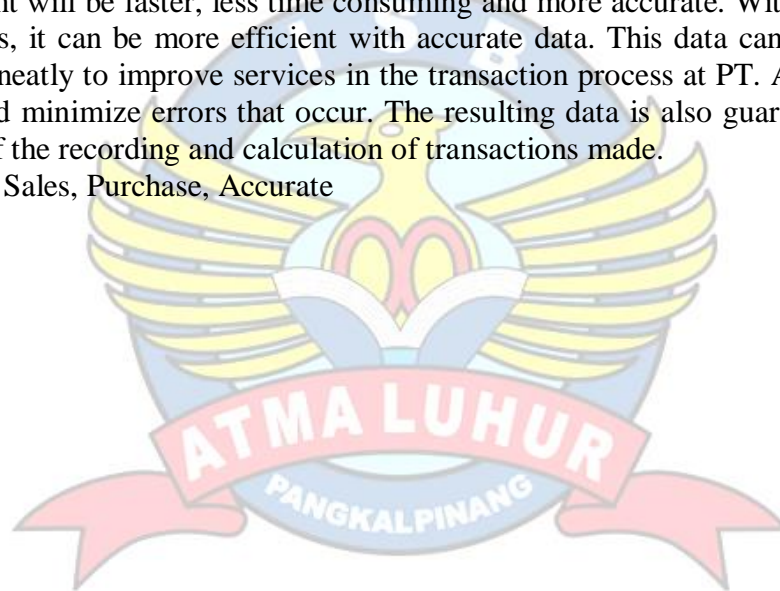 nt will be faster, less time consuming and more accurate. Wit
s, it can be more efficient with accurate data. This data can
neatly to improve services in the transaction process at PT. A
d minimize errors that occur. The resulting data is also guar
f the recording and calculation of transactions made.
Sales, Purchase, Accurate
I S B
ATMA LUHUR
PANGKALPINANG